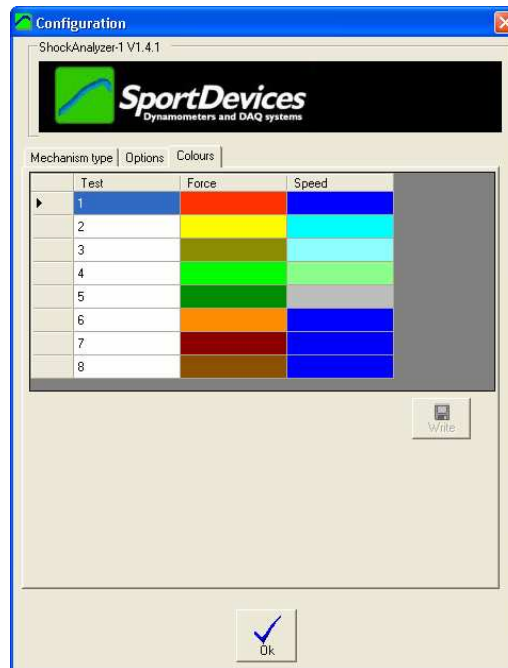 Configuration
ShockAnalyzer-1 V1.4.1
SportDevices
Dynamometers and DAQ systems
Mechanism type Options Colours
Test Force Speed
1
2
3
4
5
6
7
8
Write
Ok